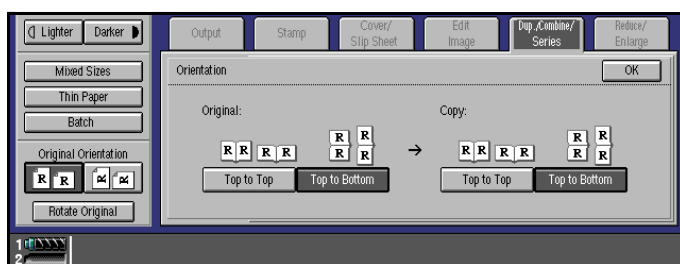 Lighter Darker
Mixed Sizes
Thin Paper
Batch
Original Orientation
R R R R
Rotate Original
Output Stamp Cover/ Slip Sheet Edit Image Dup./Combine/ Series Reduce/ Enlarge
Orientation OK
Original: Copy:
R R R R R R R R → R R R R R R R R
Top to Top Top to Bottom Top to Top Top to Bottom
1
2